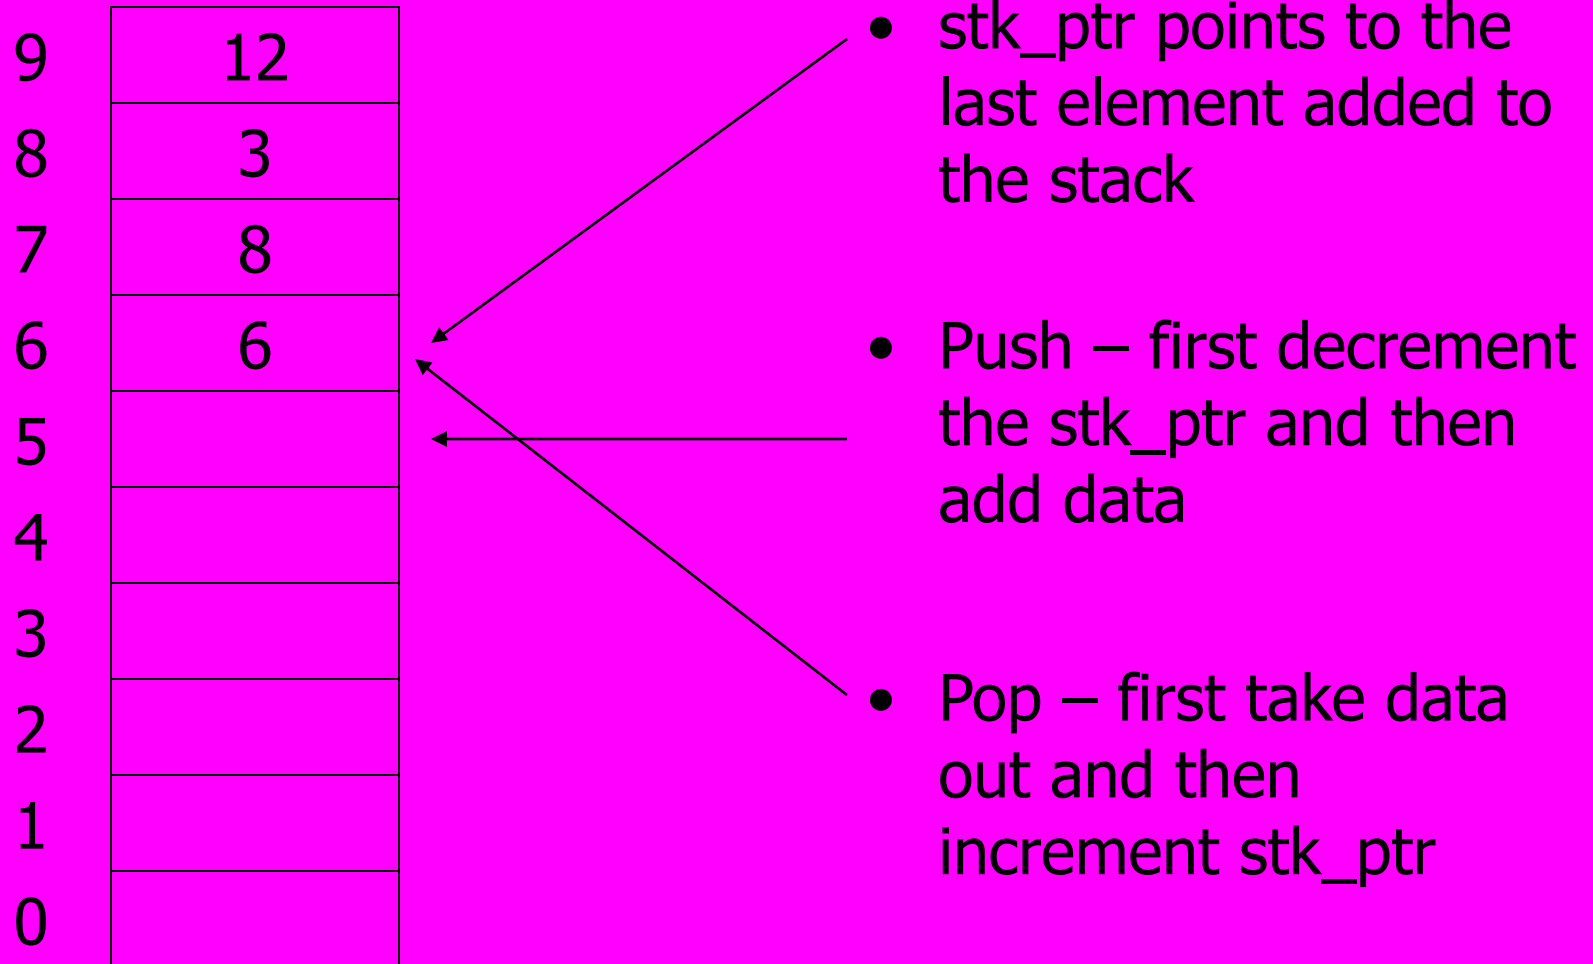 9 12
8 3
7 8
6 6
5
4
3
2
1
0
• stk_ptr points to the
last element added to
the stack
• Push – first decrement
the stk_ptr and then
add data
• Pop – first take data
out and then
increment stk_ptr